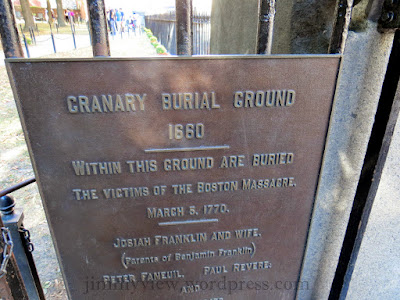 GRANARY BURIAL GROUND
1660
WITHIN THIS GROUND ARE BURIED
THE VICTIMS OF THE BOSTON MASSACRE,
MARCH 5, 1770.
JOSIAH FRANKLIN AND WIFE,
(Parents of Benjamin Franklin)
PETER FANEUIL, PAUL REVERE;
AND